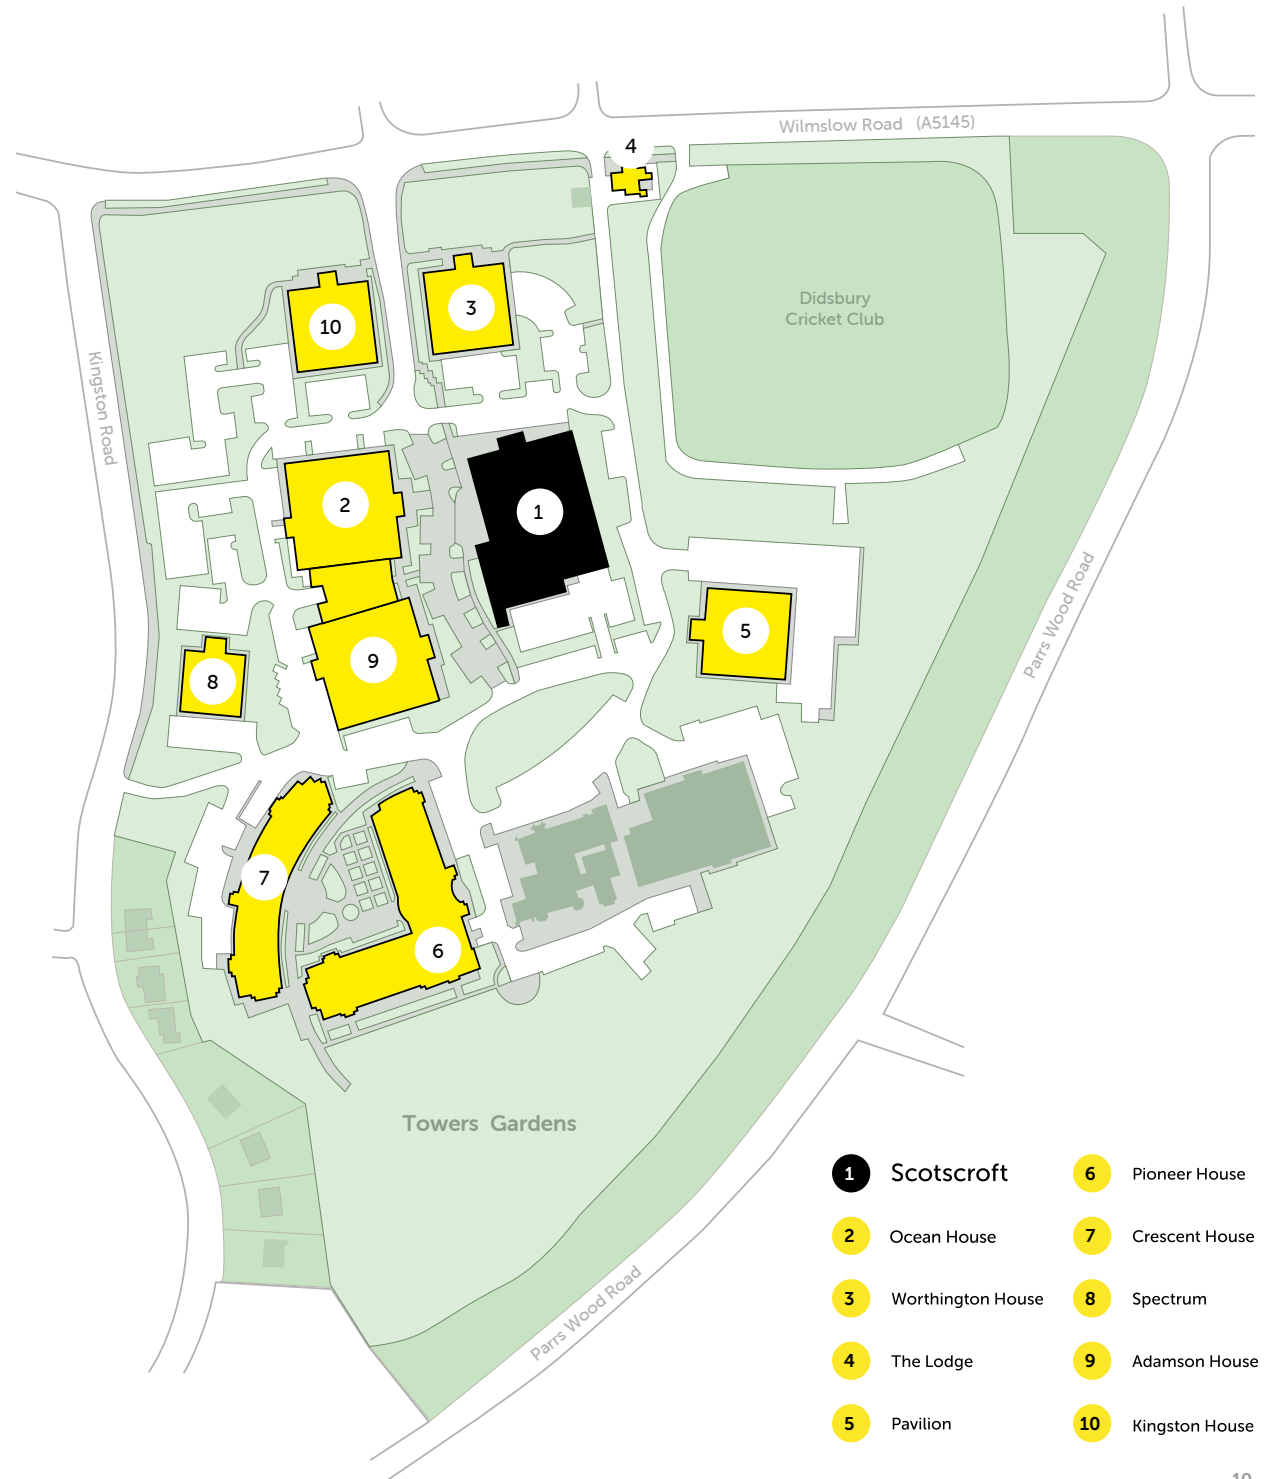 Wilmslow Road (A5145)
4
10
3
Didsbury
Cricket Club
Kingston Road
2
1
5
9
8
7
6
Parrs Wood Road
Towers Gardens
Parrs Wood Road
1 Scotscroft
2 Ocean House
3 Worthington House
4 The Lodge
5 Pavilion
6 Pioneer House
7 Crescent House
8 Spectrum
9 Adamson House
10 Kingston House
10